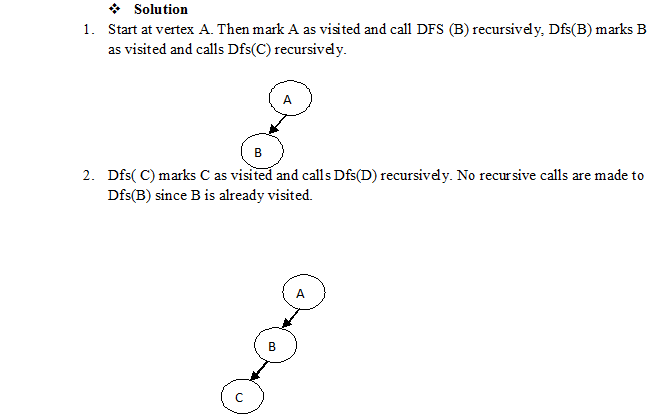 ❖ Solution
1. Start at vertex A. Then mark A as visited and call DFS (B) recursively, Dfs(B) marks B
as visited and calls Dfs(C) recursively.
A
B
2. Dfs( C) marks C as visited and calls Dfs(D) recursively. No recursive calls are made to
Dfs(B) since B is already visited.
A
B
C